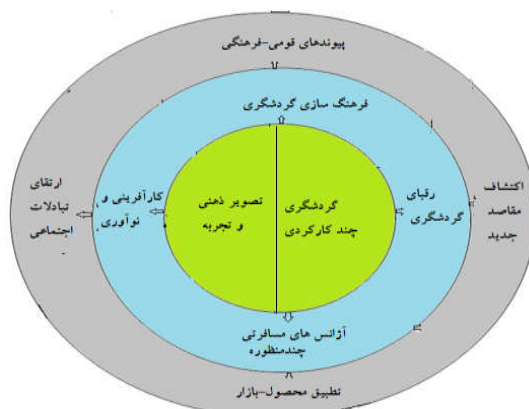 پیوندهای قومی-فرهنگی
فرهنگ سازی گردشگری
اکتشاف
مقاصد
جدید
رقبای
گردشگری
گردشگری
چند کارکردی
تصویر ذهنی
و تجربه
کارآفرینی و
نوآوری
ارتقای
تبادلات
اجتماعی
آژانس های مسافرتی
چندمنظوره
تطبیق محصول-بازار